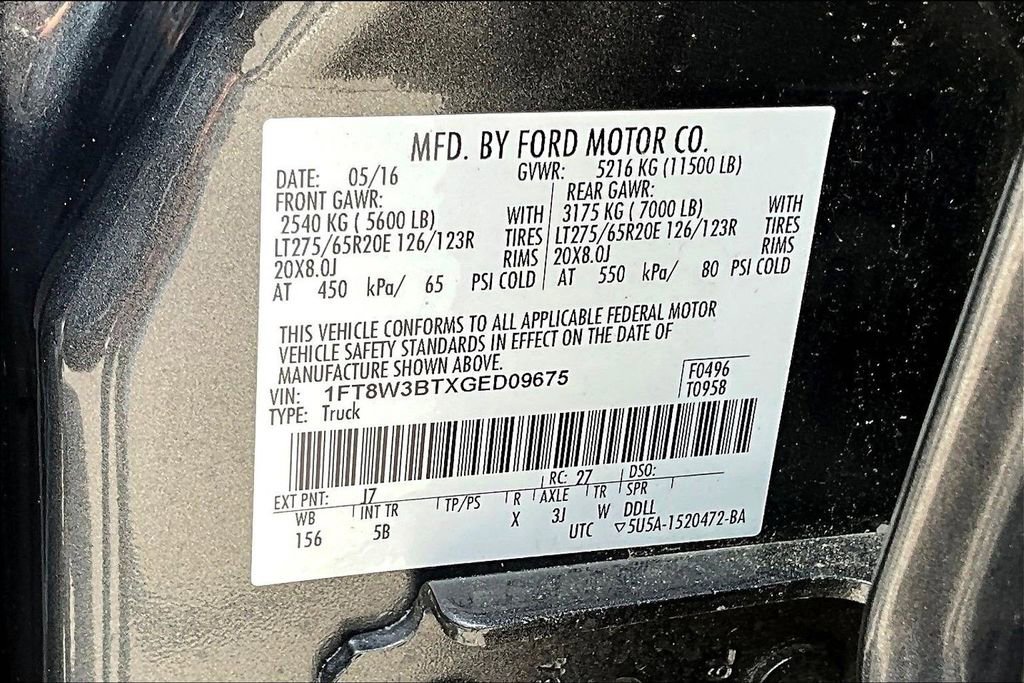 MFD. BY FORD MOTOR CO.
DATE: 05/16 GVWR: 5216 KG (11500 LB)
FRONT GAWR: REAR GAWR:
2540 KG ( 5600 LB) WITH 3175 KG ( 7000 LB) WITH
LT275/65R20E 126/123R TIRES LT275/65R20E 126/123R TIRES
20X8.0J RIMS 20X8.0J RIMS
AT 450 kPa/ 65 PSI COLD AT 550 kPa/ 80 PSI COLD
THIS VEHICLE CONFORMS TO ALL APPLICABLE FEDERAL MOTOR
VEHICLE SAFETY STANDARDS IN EFFECT ON THE DATE OF
MANUFACTURE SHOWN ABOVE.
VIN: 1FT8W3BTXGED09675 F0496
TYPE: Truck T0958
EXT PNT: J7 RC: 27 DSO:
WB INT TR TP/PS R AXLE TR SPR
156 5B X 3J W DDLL
UTC ▽5U5A-1520472-BA